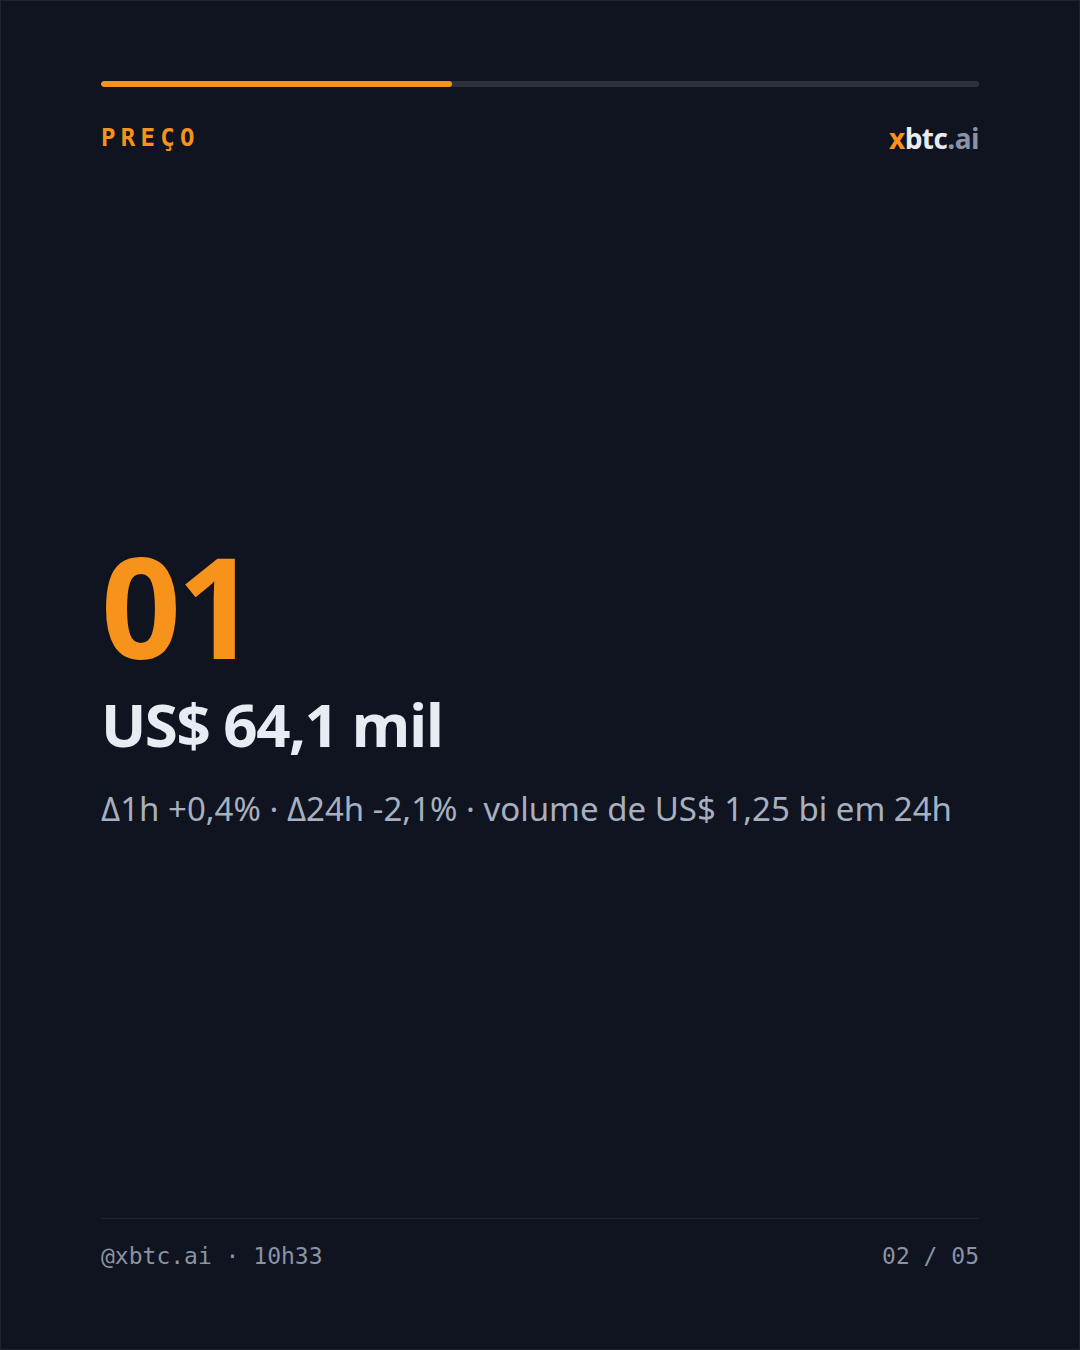 PREÇO
xbtc.ai
01
US$ 64,1 mil
Δ1h +0,4% · Δ24h -2,1% · volume de US$ 1,25 bi em 24h
@xbtc.ai · 10h33
02 / 05